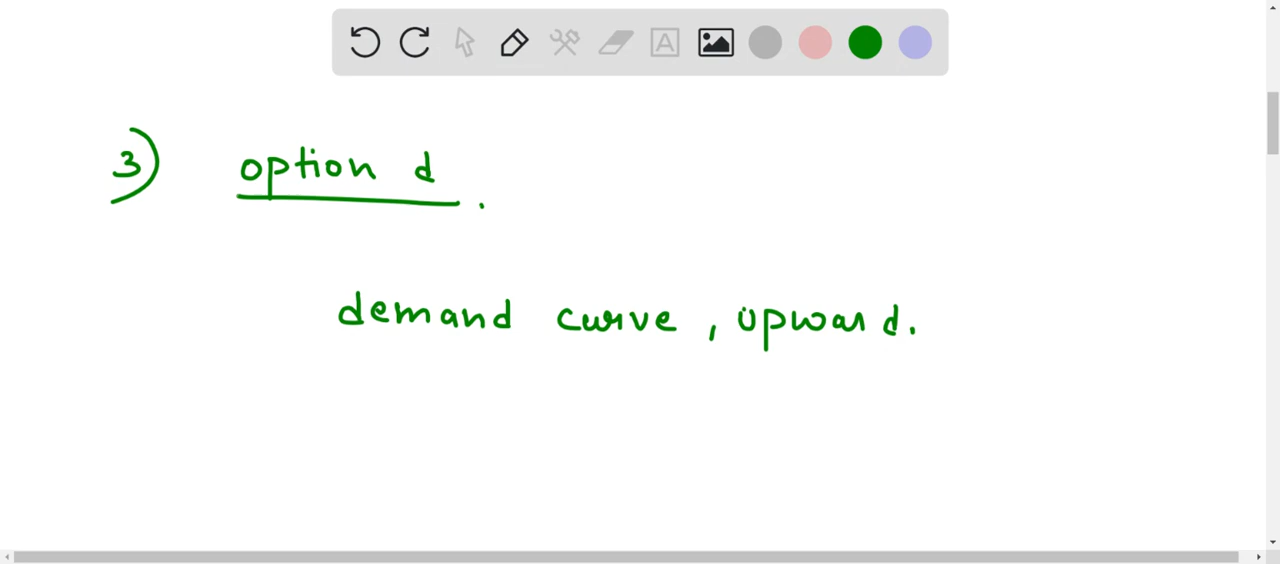 3) option d.
demand curve, upward.